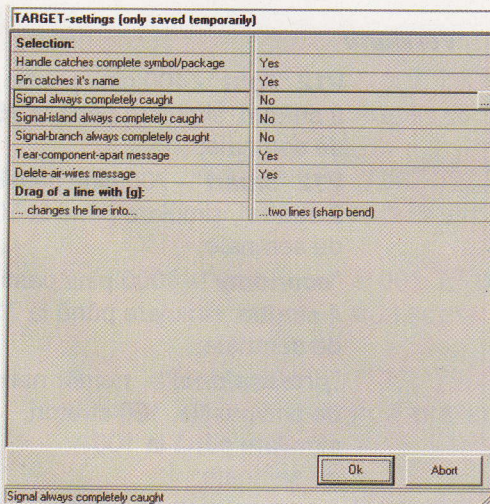 TARGET-settings (only saved temporarily)
Selection:
Handle catches complete symbol/package Yes
Pin catches it's name Yes
Signal always completely caught No ...
Signal-island always completely caught No
Signal-branch always completely caught No
Tear-component-apart message Yes
Delete-air-wires message Yes
Drag of a line with [g]:
... changes the line into... ...two lines (sharp bend)
Ok Abort
Signal always completely caught